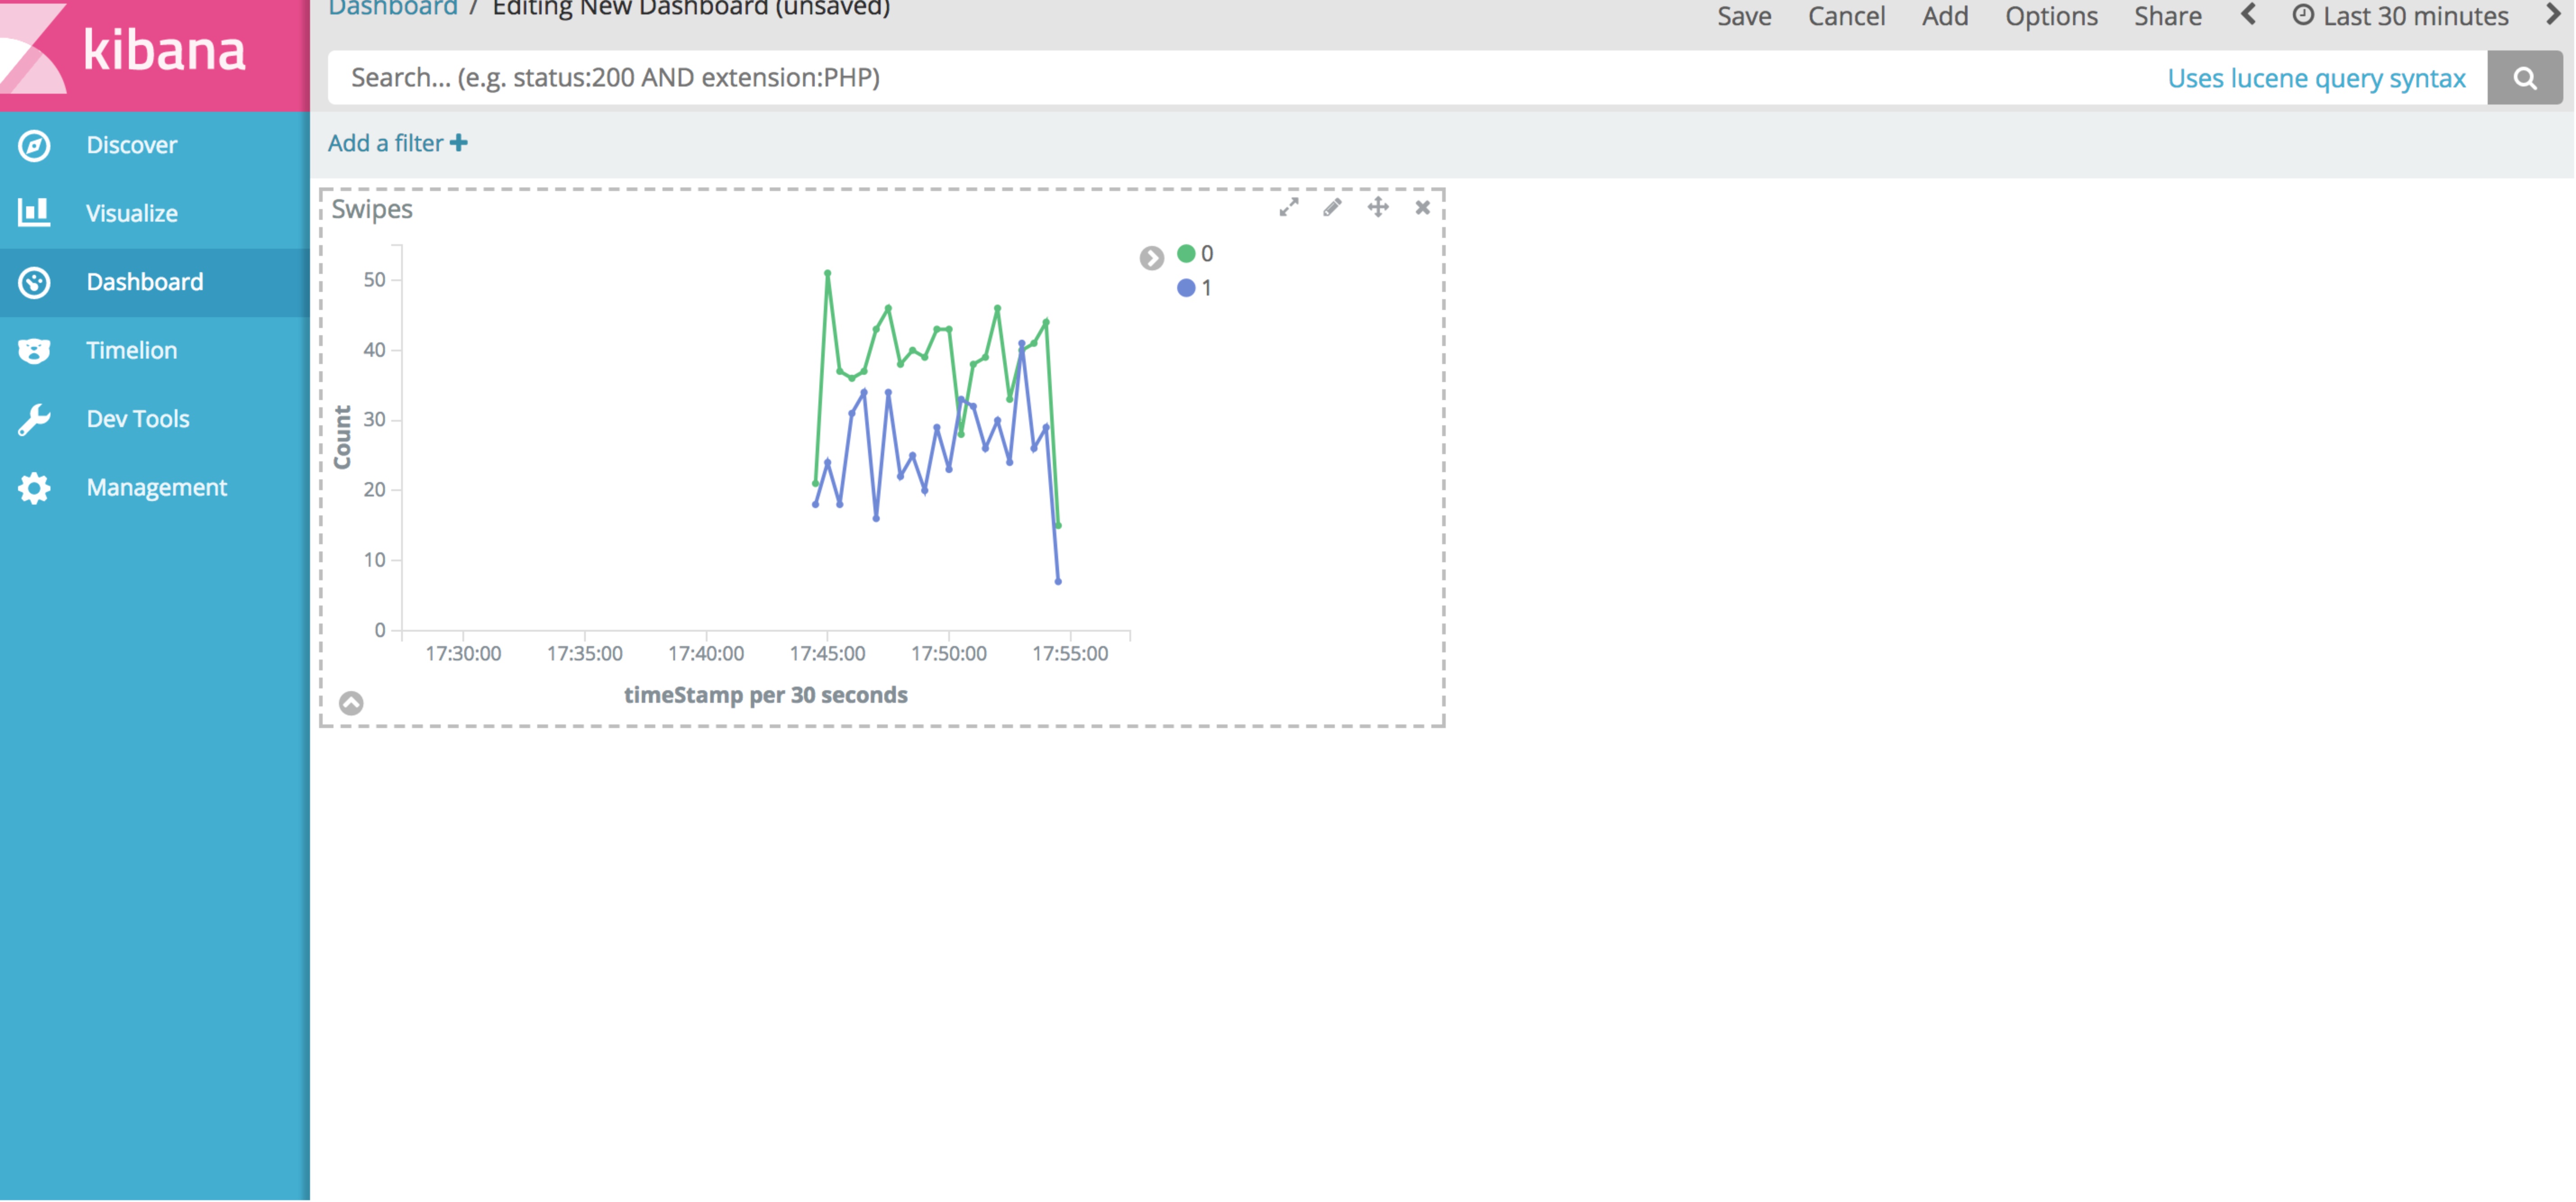 Dashboard / Editing New Dashboard (unsaved)
Save Cancel Add Options Share Last 30 minutes
kibana
Search... (e.g. status:200 AND extension:PHP) Uses lucene query syntax
Add a filter
Discover
Visualize
Dashboard
Timelion
Dev Tools
Management
Swipes
0
1
50
40
30
20
10
0
Count
17:30:00 17:35:00 17:40:00 17:45:00 17:50:00 17:55:00
timeStamp per 30 seconds